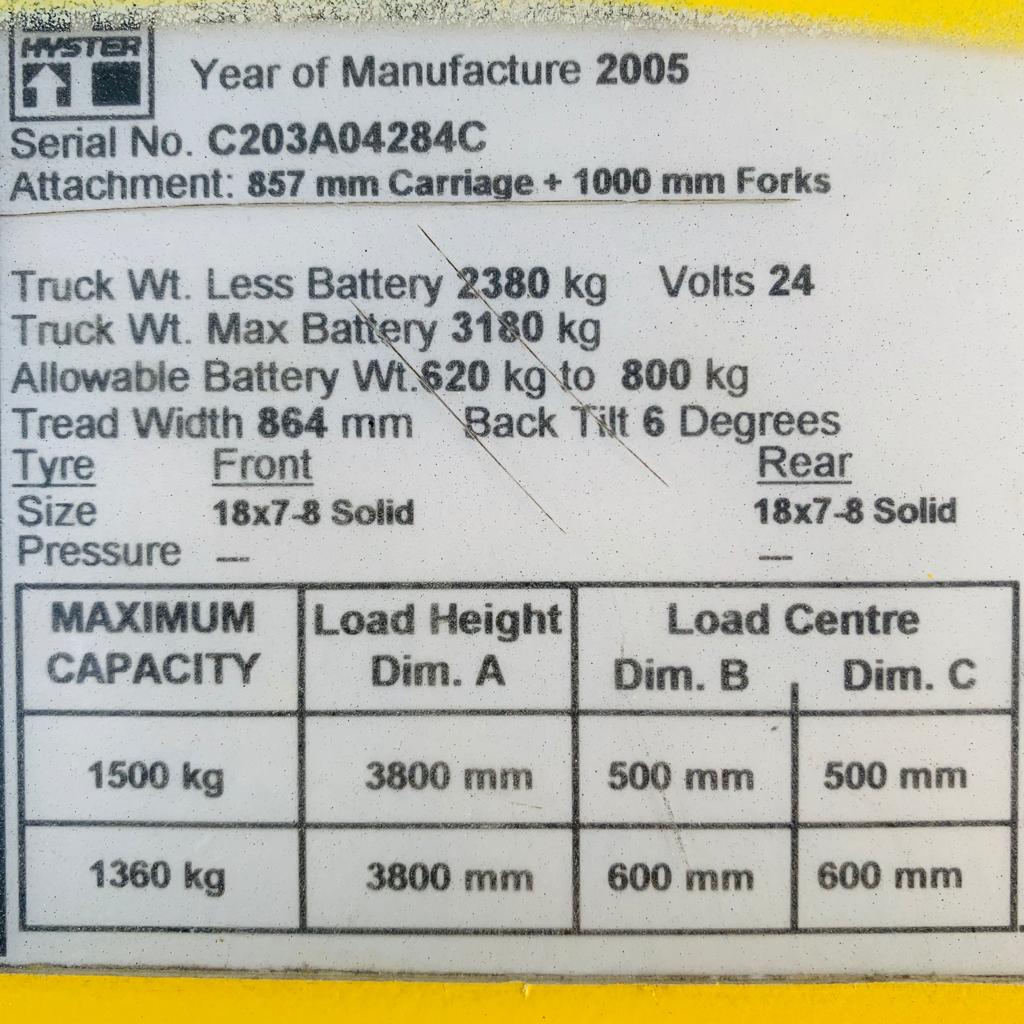 HYSTER
Year of Manufacture 2005
Serial No. C203A04284C
Attachment: 857 mm Carriage + 1000 mm Forks
Truck Wt. Less Battery 2380 kg Volts 24
Truck Wt. Max Battery 3180 kg
Allowable Battery Wt.620 kg to 800 kg
Tread Width 864 mm Back Tilt 6 Degrees
Tyre Front Rear
Size 18x7-8 Solid 18x7-8 Solid
Pressure — —
MAXIMUM Load Height Load Centre
CAPACITY Dim. A Dim. B Dim. C
1500 kg 3800 mm 500 mm 500 mm
1360 kg 3800 mm 600 mm 600 mm